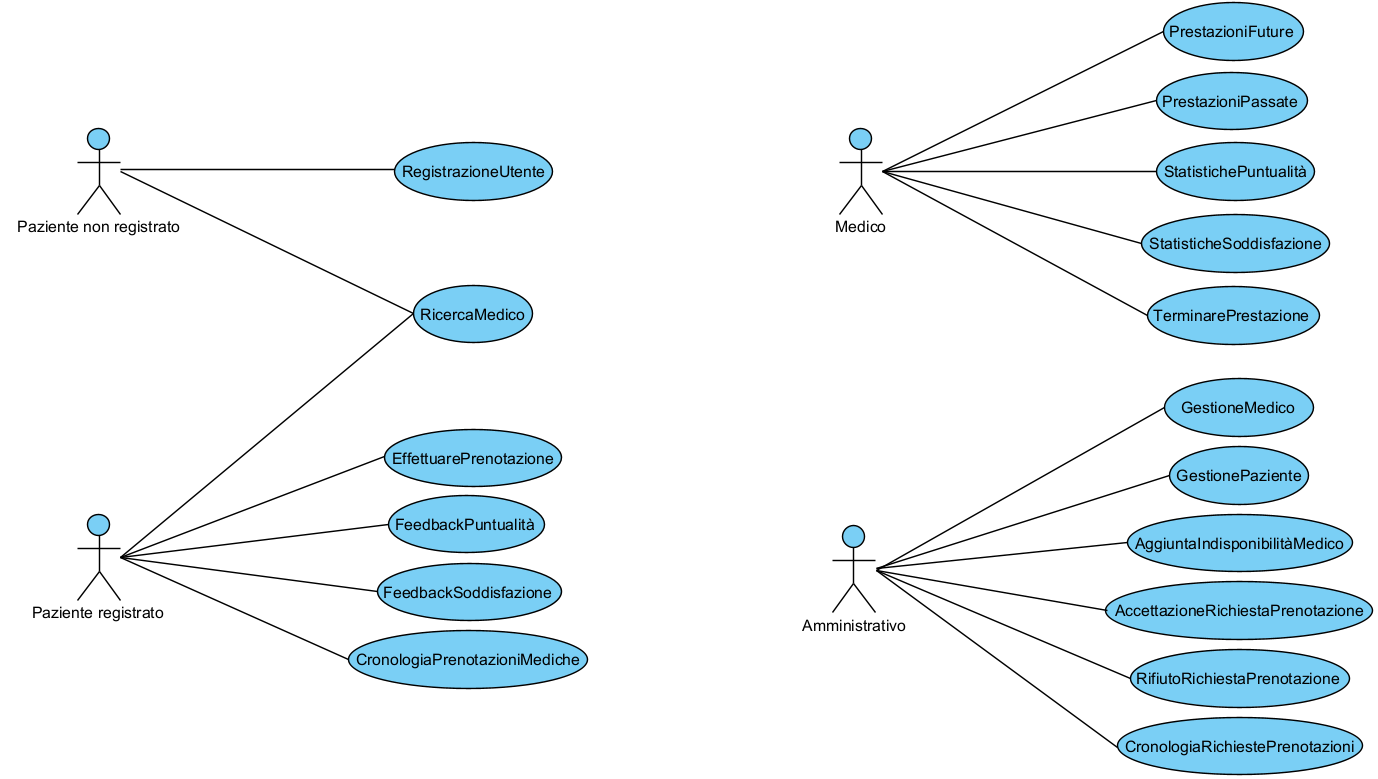 Paziente non registrato
RegistrazioneUtente
RicercaMedico
Paziente registrato
EffettuarePrenotazione
FeedbackPuntualità
FeedbackSoddisfazione
CronologiaPrenotazioniMediche
Medico
PrestazioniFuture
PrestazioniPassate
StatistichePuntualità
StatisticheSoddisfazione
TerminarePrestazione
Amministrativo
GestioneMedico
GestionePaziente
AggiuntaIndisponibilitàMedico
AccettazioneRichiestaPrenotazione
RifiutoRichiestaPrenotazione
CronologiaRichiestePrenotazioni